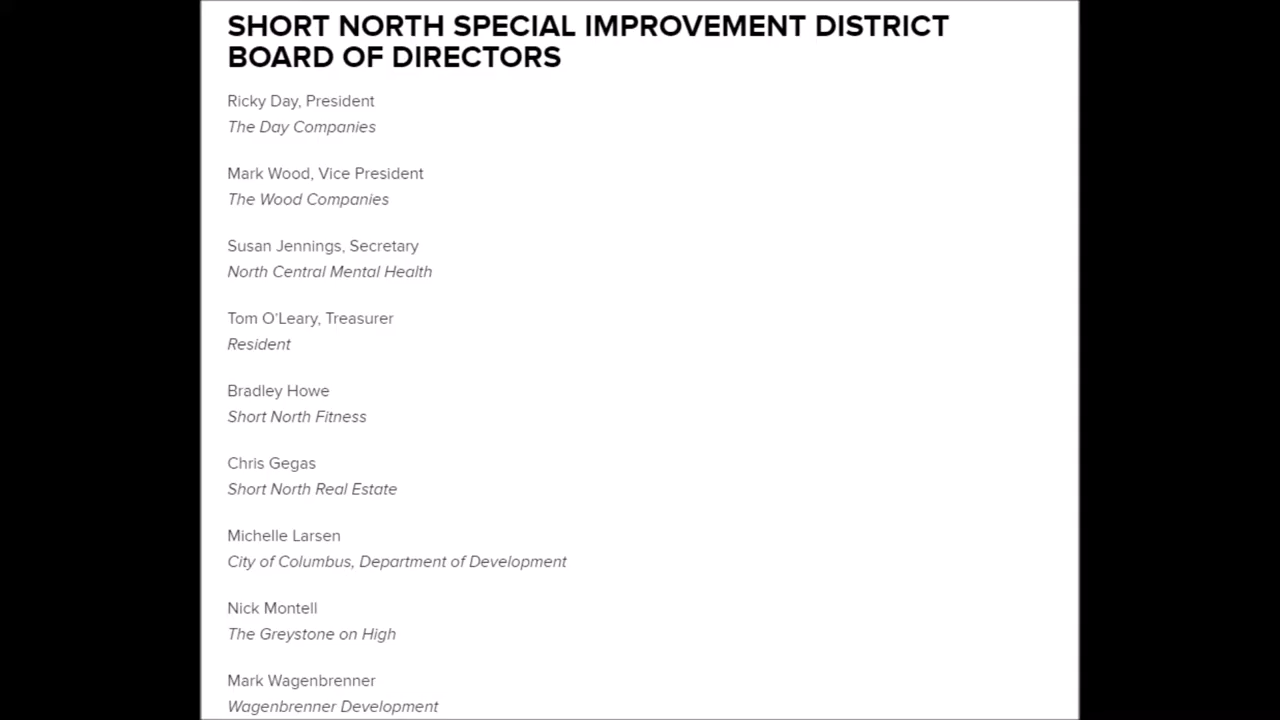 SHORT NORTH SPECIAL IMPROVEMENT DISTRICT
BOARD OF DIRECTORS
Ricky Day, President
The Day Companies
Mark Wood, Vice President
The Wood Companies
Susan Jennings, Secretary
North Central Mental Health
Tom O'Leary, Treasurer
Resident
Bradley Howe
Short North Fitness
Chris Gegas
Short North Real Estate
Michelle Larsen
City of Columbus, Department of Development
Nick Montell
The Greystone on High
Mark Wagenbrenner
Wagenbrenner Development